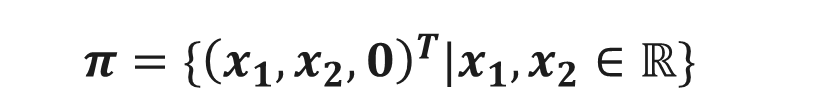 π = {(x₁, x₂, 0)ᵀ|x₁, x₂ ∈ ℝ}